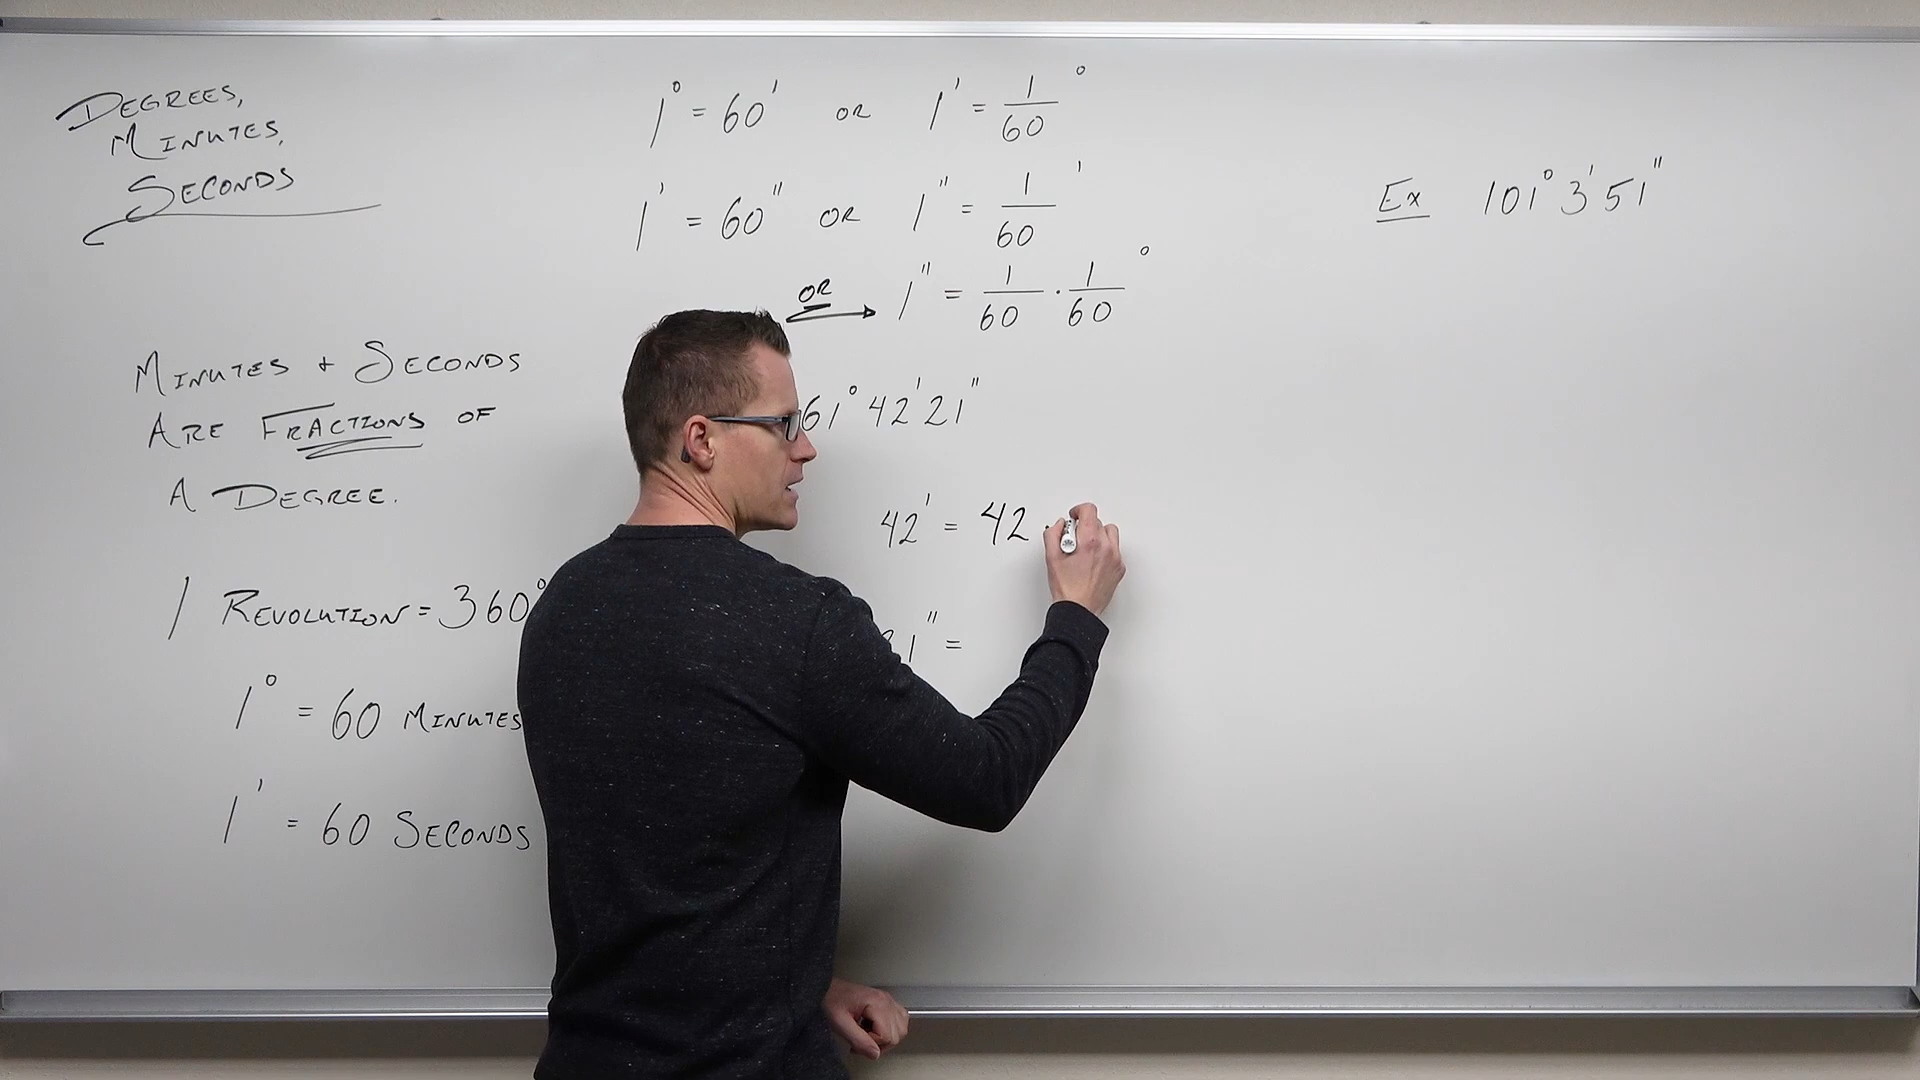 DEGREES,
MINUTES,
SECONDS
MINUTES + SECONDS
ARE FRACTIONS OF
A DEGREE.
1 REVOLUTION = 360°
1° = 60 MINUTES
1' = 60 SECONDS
1° = 60' OR 1' = 1/60°
1' = 60" OR 1" = 1/60'
OR → 1" = 1/60 · 1/60°
61° 42' 21"
42' = 42 ·
1" =
Ex 101° 3' 51"